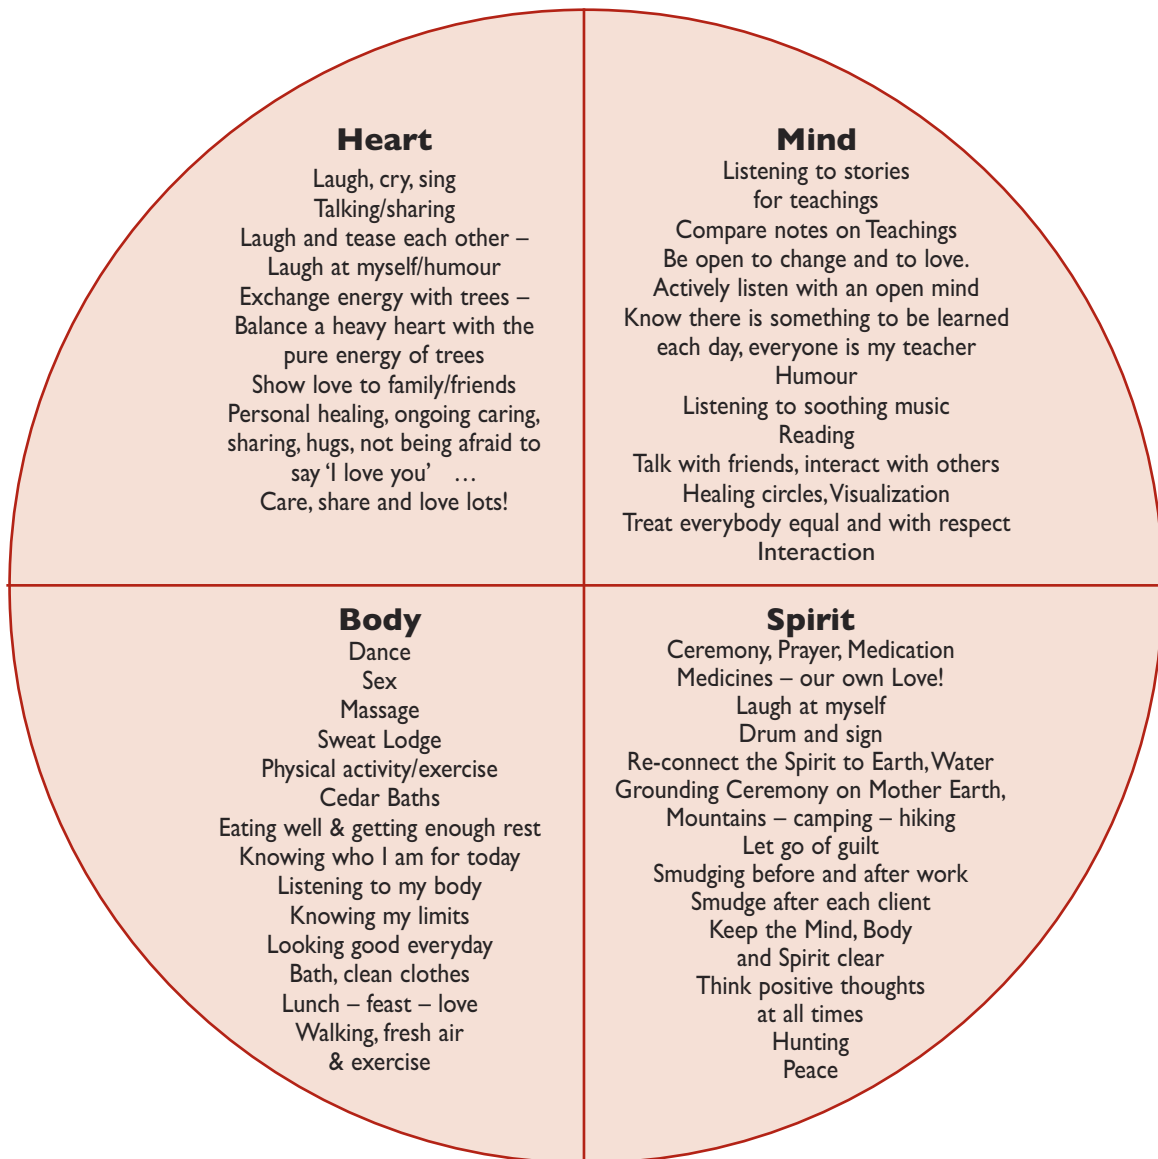 Heart
Laugh, cry, sing
Talking/sharing
Laugh and tease each other –
Laugh at myself/humour
Exchange energy with trees –
Balance a heavy heart with the
pure energy of trees
Show love to family/friends
Personal healing, ongoing caring,
sharing, hugs, not being afraid to
say ‘I love you’ …
Care, share and love lots!
Mind
Listening to stories
for teachings
Compare notes on Teachings
Be open to change and to love.
Actively listen with an open mind
Know there is something to be learned
each day, everyone is my teacher
Humour
Listening to soothing music
Reading
Talk with friends, interact with others
Healing circles, Visualization
Treat everybody equal and with respect
Interaction
Body
Dance
Sex
Massage
Sweat Lodge
Physical activity/exercise
Cedar Baths
Eating well & getting enough rest
Knowing who I am for today
Listening to my body
Knowing my limits
Looking good everyday
Bath, clean clothes
Lunch – feast – love
Walking, fresh air
& exercise
Spirit
Ceremony, Prayer, Medication
Medicines – our own Love!
Laugh at myself
Drum and sign
Re-connect the Spirit to Earth, Water
Grounding Ceremony on Mother Earth,
Mountains – camping – hiking
Let go of guilt
Smudging before and after work
Smudge after each client
Keep the Mind, Body
and Spirit clear
Think positive thoughts
at all times
Hunting
Peace